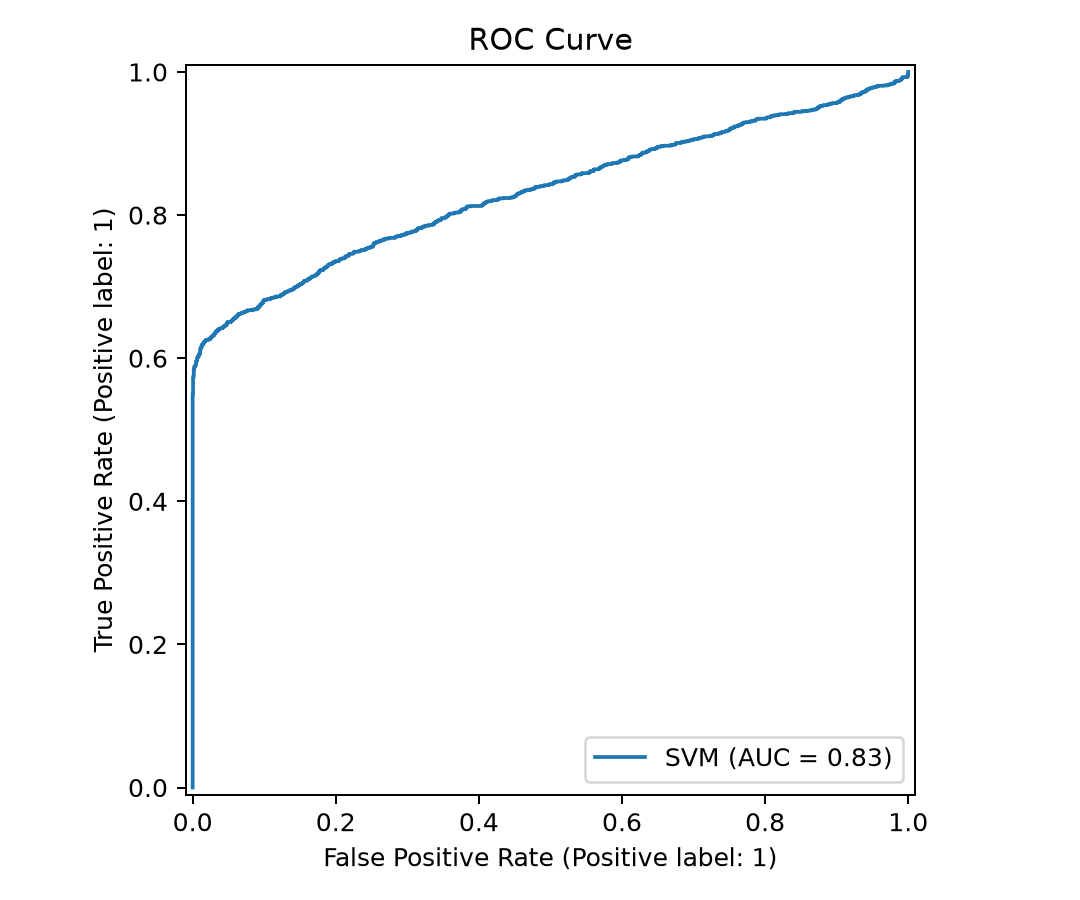 ROC Curve
1.0
0.8
0.6
0.4
0.2
0.0
True Positive Rate (Positive label: 1)
SVM (AUC = 0.83)
0.0 0.2 0.4 0.6 0.8 1.0
False Positive Rate (Positive label: 1)